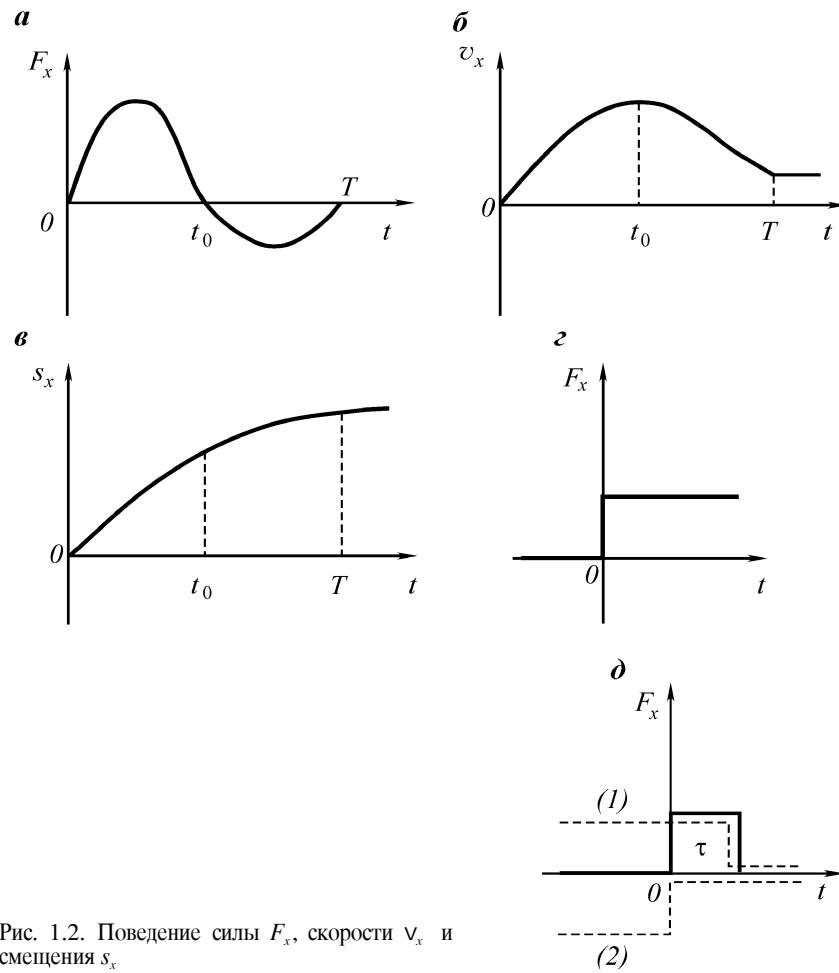 а
б
F_x
v_x
T
0
t_0
t
0
t_0
T
t
в
г
s_x
F_x
0
t_0
T
t
0
t
д
F_x
(1)
τ
0
t
(2)
Рис. 1.2. Поведение силы F_x, скорости v_x и
смещения s_x